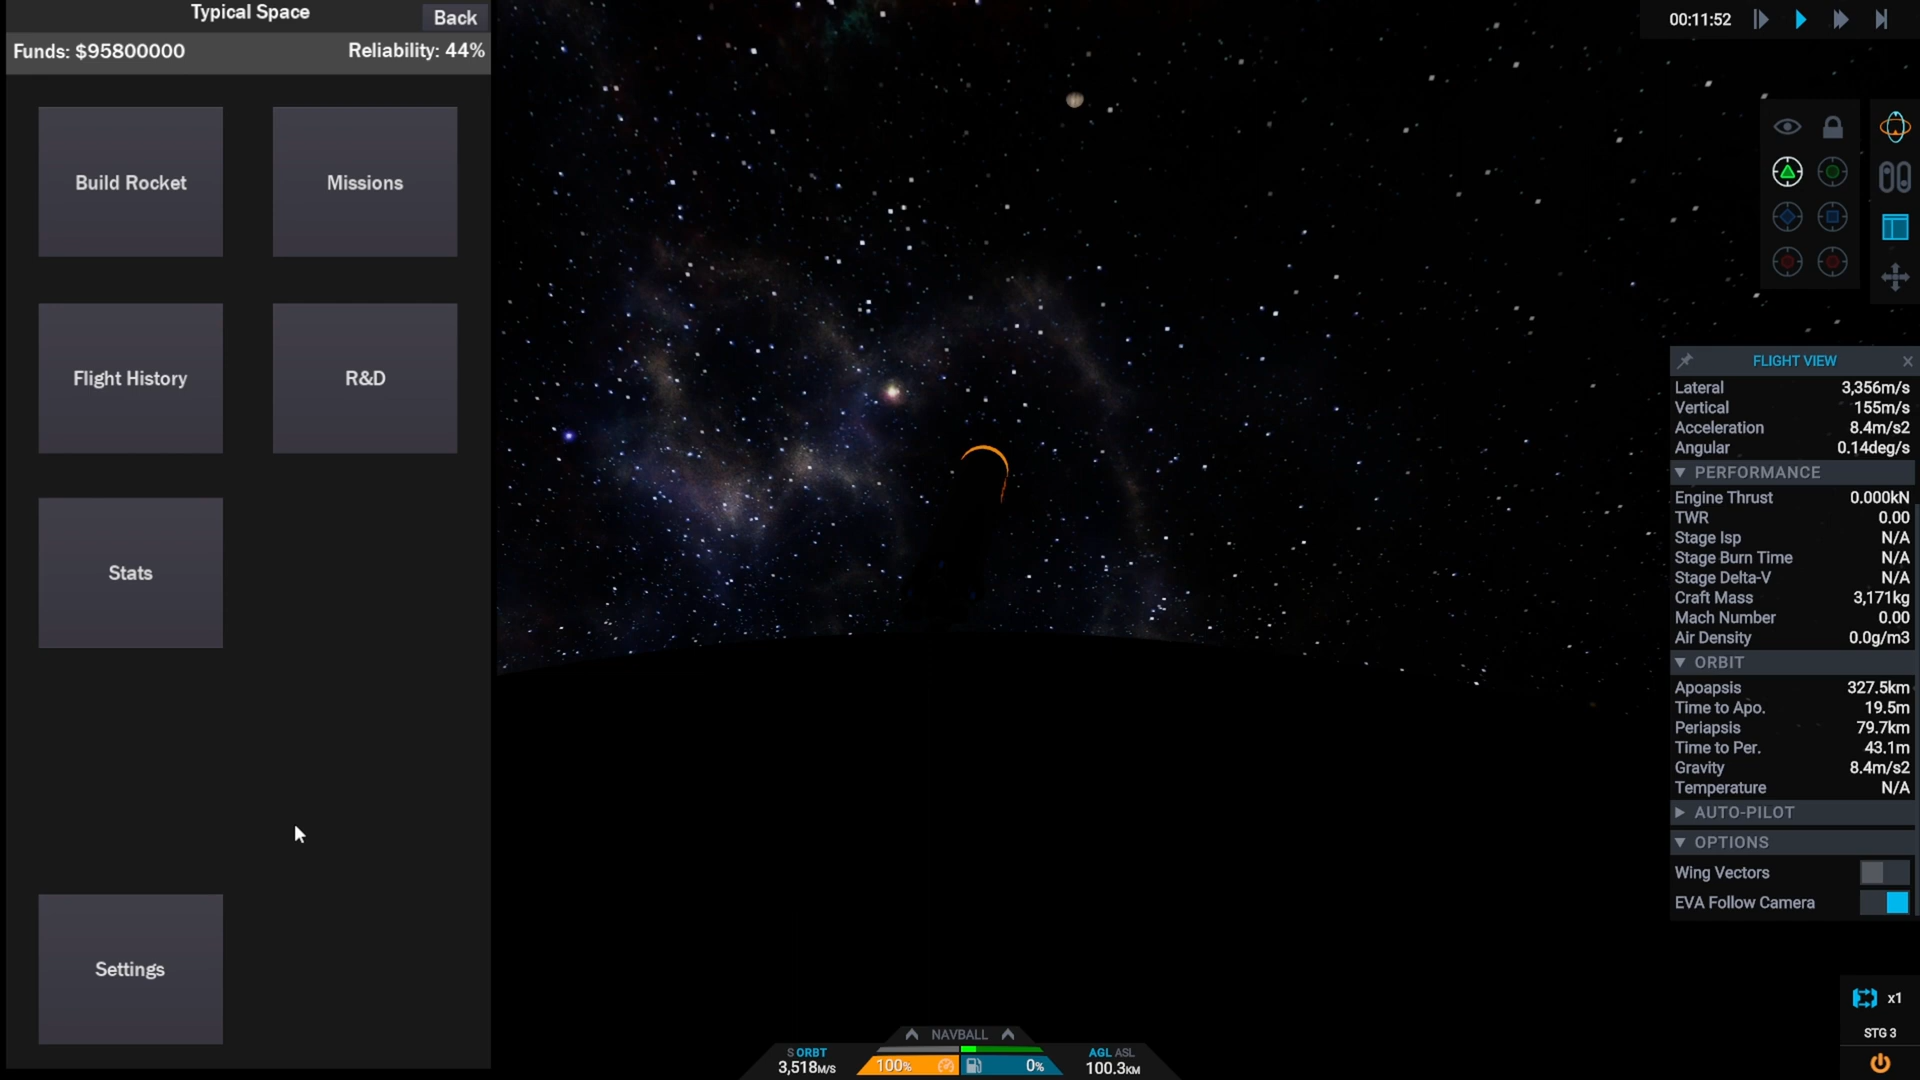 Typical Space
Back
Funds: $95800000
Reliability: 44%
Build Rocket
Missions
Flight History
R&D
Stats
Settings
00:11:52
FLIGHT VIEW
Lateral 3,356m/s
Vertical 155m/s
Acceleration 8.4m/s2
Angular 0.14deg/s
PERFORMANCE
Engine Thrust 0.000kN
TWR 0.00
Stage Isp N/A
Stage Burn Time N/A
Stage Delta-V N/A
Craft Mass 3,171kg
Mach Number 0.00
Air Density 0.0g/m3
ORBIT
Apoapsis 327.5km
Time to Apo. 19.5m
Periapsis 79.7km
Time to Per. 43.1m
Gravity 8.4m/s2
Temperature N/A
AUTO-PILOT
OPTIONS
Wing Vectors
EVA Follow Camera
x1
STG 3
NAVBALL
S ORBT
3,518M/S
100%
0%
AGL ASL
100.3KM